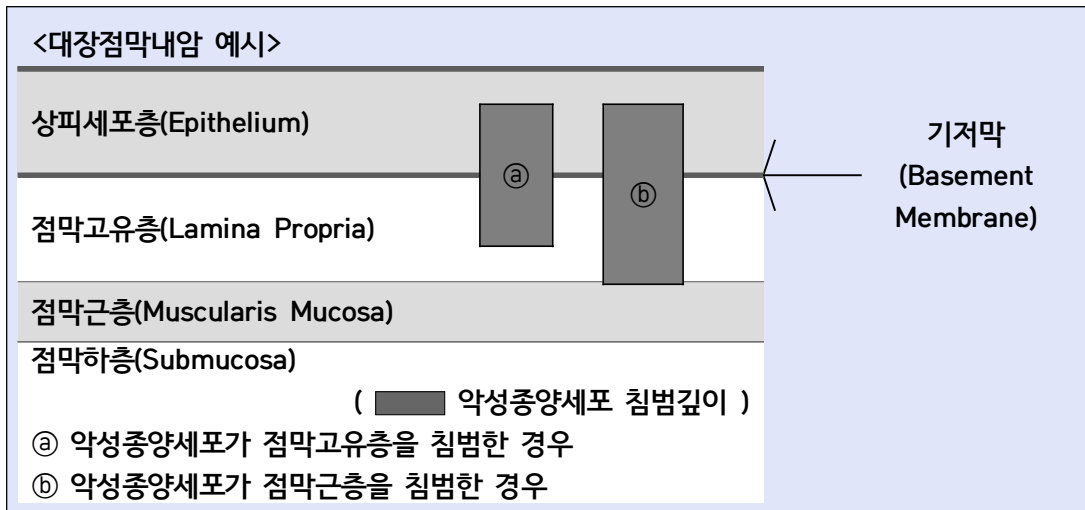 <대장점막내암 예시>
상피세포층(Epithelium)
ⓐ
ⓑ
기저막
(Basement
Membrane)
점막고유층(Lamina Propria)
점막근층(Muscularis Mucosa)
점막하층(Submucosa)
( 악성종양세포 침범깊이 )
ⓐ 악성종양세포가 점막고유층을 침범한 경우
ⓑ 악성종양세포가 점막근층을 침범한 경우